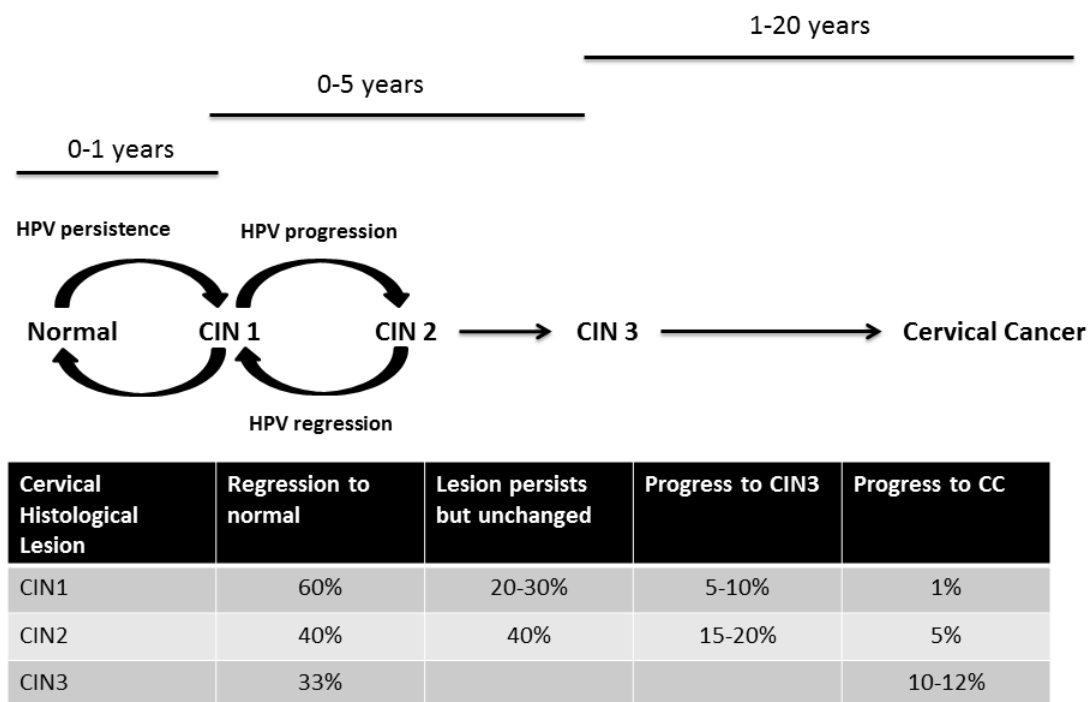 1-20 years
0-5 years
0-1 years
HPV persistence
HPV progression
Normal
CIN 1
CIN 2
CIN 3
Cervical Cancer
HPV regression
Cervical Histological Lesion
Regression to normal
Lesion persists but unchanged
Progress to CIN3
Progress to CC
CIN1
60%
20-30%
5-10%
1%
CIN2
40%
40%
15-20%
5%
CIN3
33%
10-12%